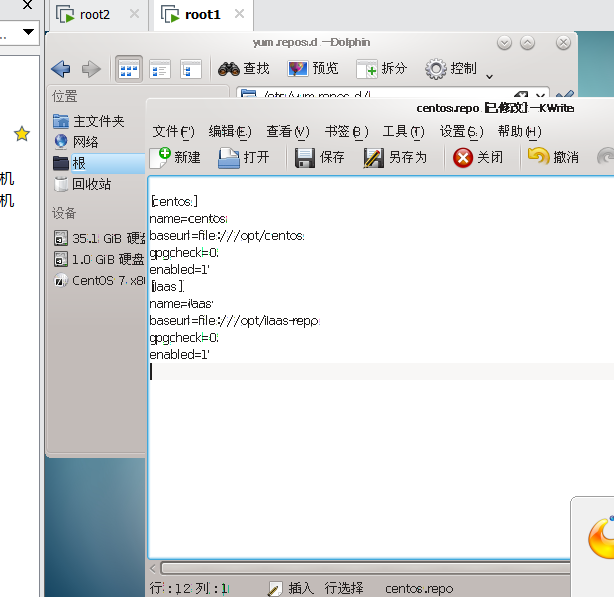 root2
root1
yum.repos.d — Dolphin
查找
预览
拆分
控制
位置
主文件夹
网络
根
回收站
设备
35.1 GiB 硬盘
1.0 GiB 硬盘
CentOS 7 x8
机
机
centos.repo [已修改] — KWrite
文件(F)
编辑(E)
查看(V)
书签(B)
工具(T)
设置(S)
帮助(H)
新建
打开
保存
另存为
关闭
撤消
[centos]
name=centos
baseurl=file:///opt/centos
gpgcheck=0
enabled=1
[iaas]
name=iaas
baseurl=file:///opt/iaas-repo
gpgcheck=0
enabled=1
行: 12 列: 1
插入
行选择
centos.repo